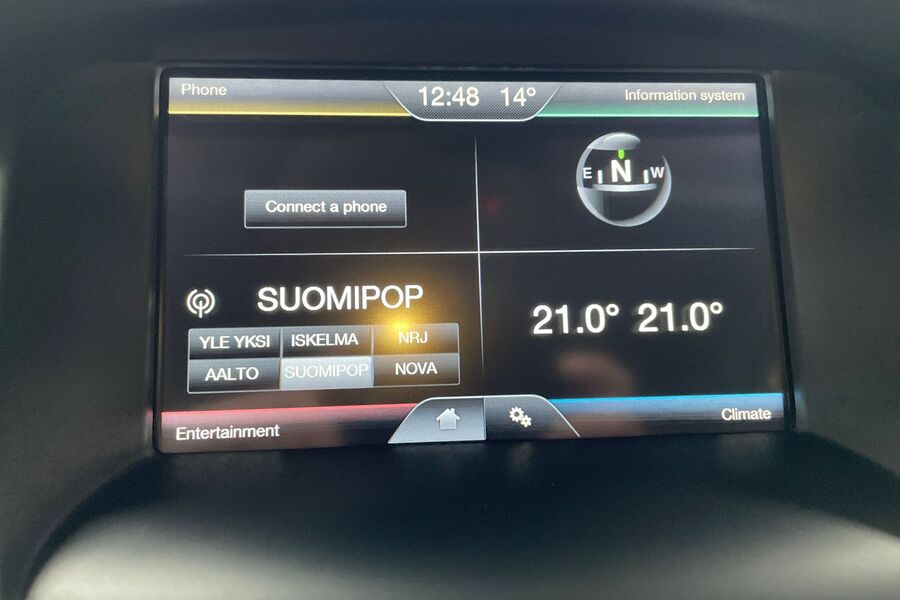 Phone
12:48 14°
Information system
Connect a phone
E N W
SUOMIPOP
YLE YKSI ISKELMA NRJ
AALTO SUOMIPOP NOVA
21.0° 21.0°
Entertainment
Climate